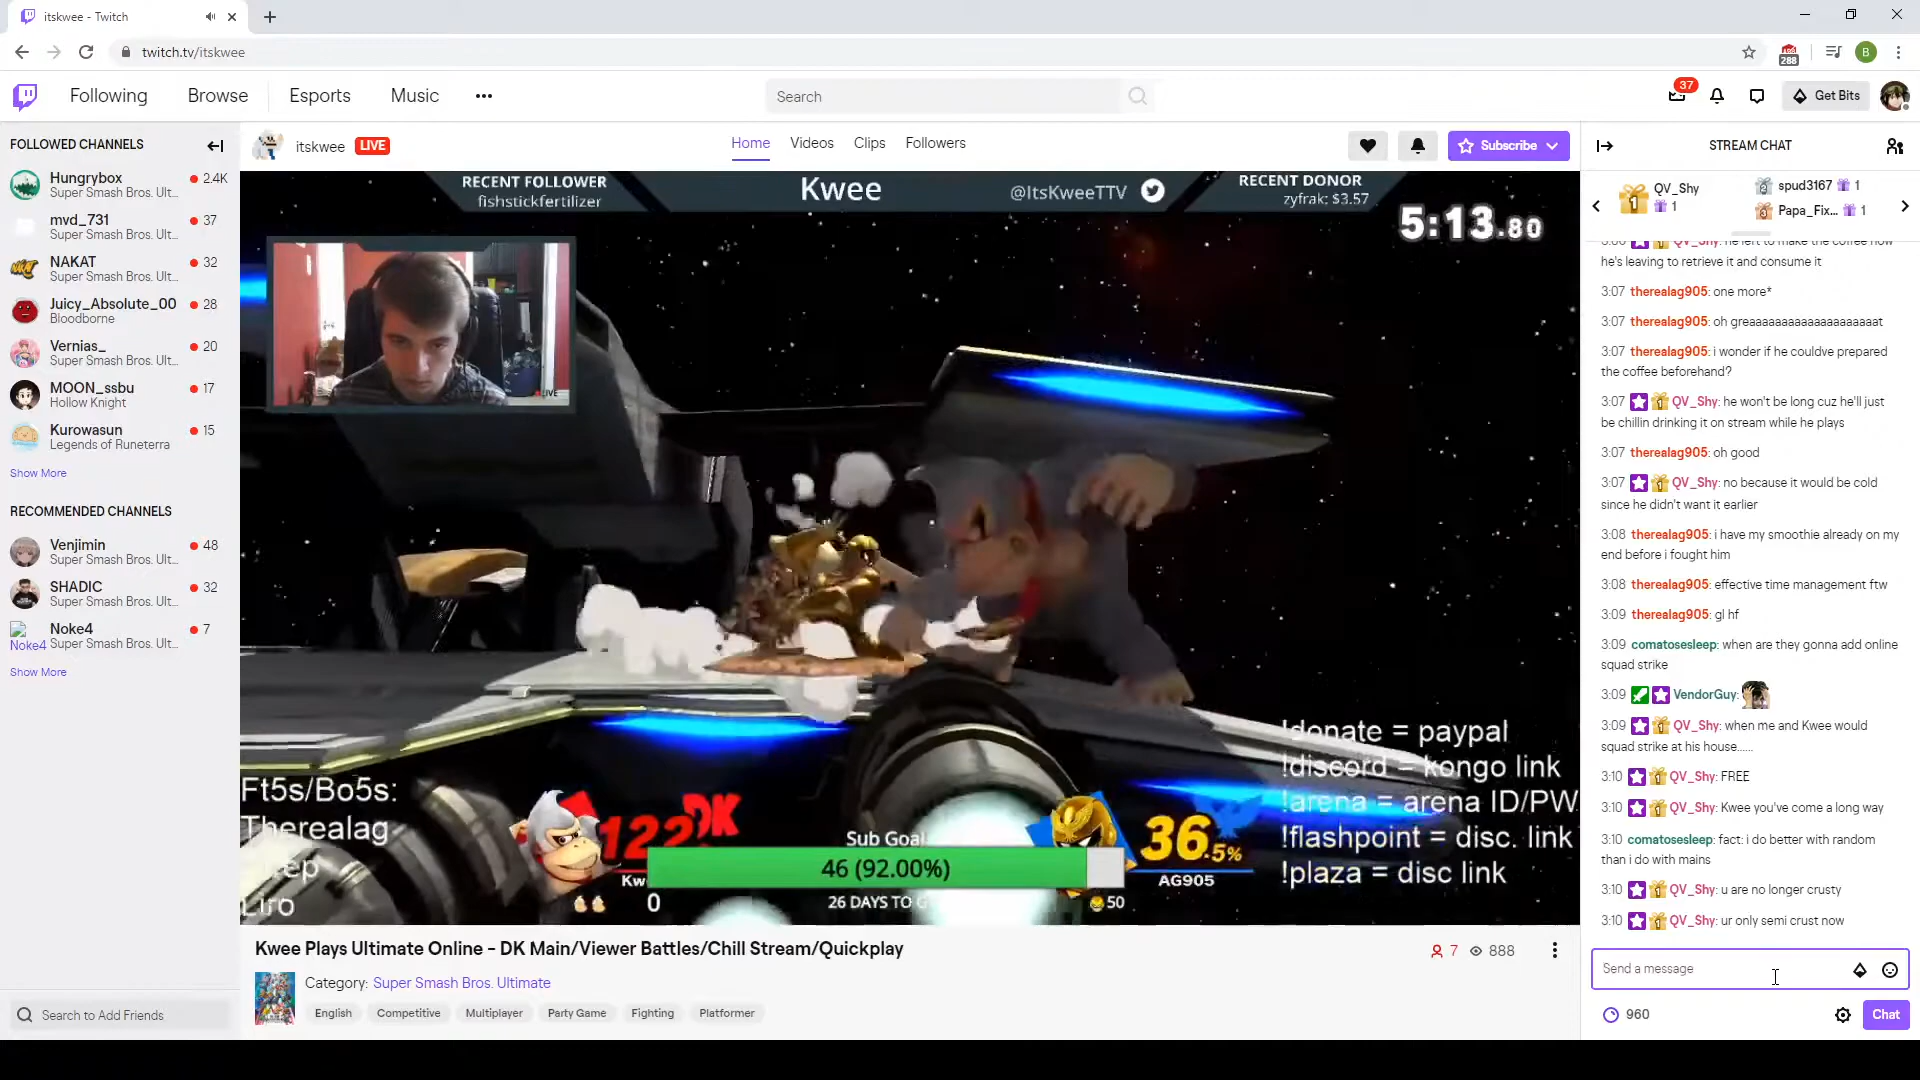 itskwee - Twitch
twitch.tv/itskwee
288
B
Following
Browse
Esports
Music
Search
37
Get Bits
FOLLOWED CHANNELS
Hungrybox
2.4K
Super Smash Bros. Ult...
mvd_731
37
Super Smash Bros. Ult...
NAKAT
32
Super Smash Bros. Ult...
Juicy_Absolute_00
28
Bloodborne
Vernias_
20
Super Smash Bros. Ult...
MOON_ssbu
17
Hollow Knight
Kurowasun
15
Legends of Runeterra
Show More
RECOMMENDED CHANNELS
Venjimin
48
Super Smash Bros. Ult...
SHADIC
32
Super Smash Bros. Ult...
Noke4
7
Super Smash Bros. Ult...
Noke4
Show More
Search to Add Friends
itskwee
LIVE
Home
Videos
Clips
Followers
Subscribe
RECENT FOLLOWER
fishstickfertilizer
Kwee
@ItsKweeTTV
RECENT DONOR
zyfrak: $3.57
5:13.80
LIVE
!donate = paypal
!discord = kongo link
!arena = arena ID/PW
!flashpoint = disc. link
!plaza = disc link
Ft5s/Bo5s:
Therealag
Liro
122
DK
Sub Goal
46 (92.00%)
0
26 DAYS TO G
50
36.5%
AG905
Kwee Plays Ultimate Online - DK Main/Viewer Battles/Chill Stream/Quickplay
7
888
Category: Super Smash Bros. Ultimate
English
Competitive
Multiplayer
Party Game
Fighting
Platformer
STREAM CHAT
QV_Shy
1
spud3167
1
Papa_Fix...
1
QV_Shy: he left to make the coffee now
he's leaving to retrieve it and consume it
3:07 therealag905: one more*
3:07 therealag905: oh greaaaaaaaaaaaaaaaaaaaat
3:07 therealag905: i wonder if he couldve prepared
the coffee beforehand?
3:07 QV_Shy: he won't be long cuz he'll just
be chillin drinking it on stream while he plays
3:07 therealag905: oh good
3:07 QV_Shy: no because it would be cold
since he didn't want it earlier
3:08 therealag905: i have my smoothie already on my
end before i fought him
3:08 therealag905: effective time management ftw
3:09 therealag905: gl hf
3:09 comatosesleep: when are they gonna add online
squad strike
3:09 VendorGuy:
3:09 QV_Shy: when me and Kwee would
squad strike at his house......
3:10 QV_Shy: FREE
3:10 QV_Shy: Kwee you've come a long way
3:10 comatosesleep: fact: i do better with random
than i do with mains
3:10 QV_Shy: u are no longer crusty
3:10 QV_Shy: ur only semi crust now
Send a message
960
Chat